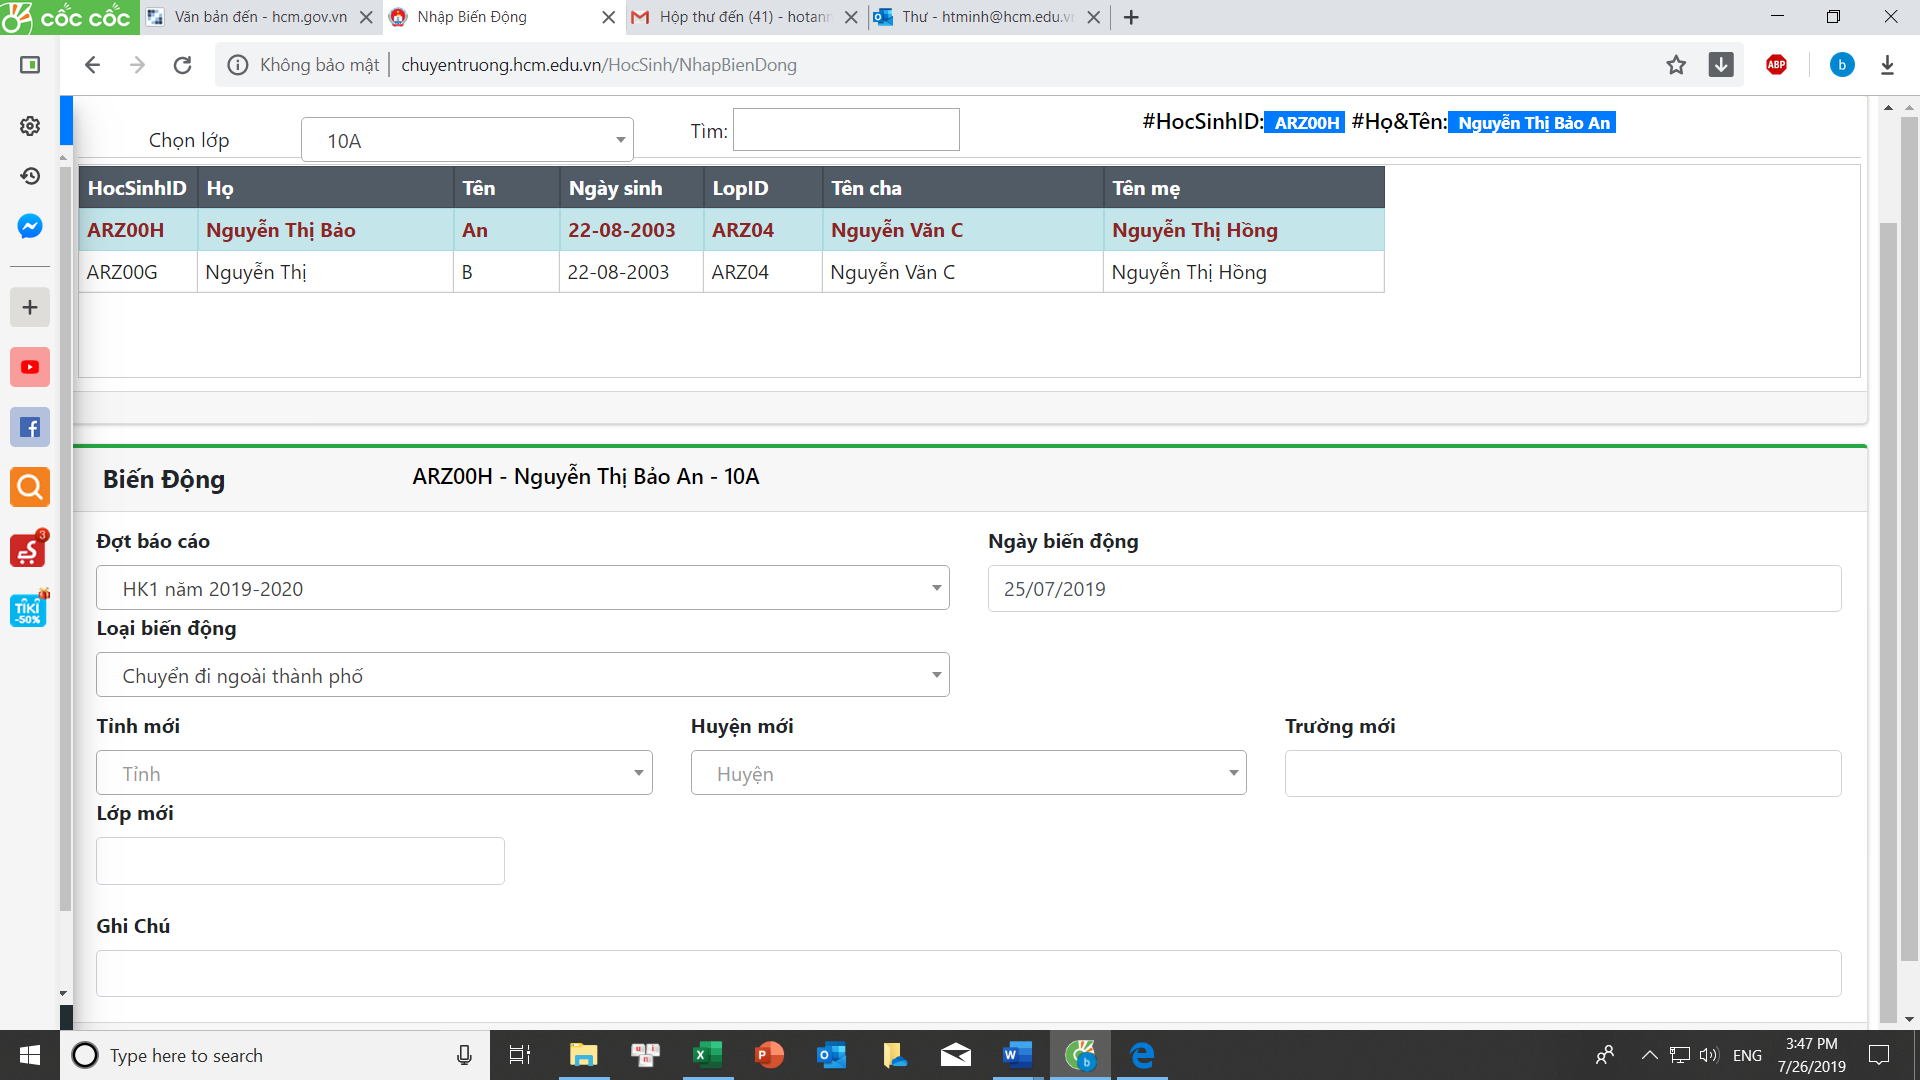 cốc cốc
Văn bản đến - hcm.gov.vn
Nhập Biến Động
Hộp thư đến (41) - hotann
Thư - htminh@hcm.edu.v
Không bảo mật
chuyentruong.hcm.edu.vn/HocSinh/NhapBienDong
ABP
b
Chọn lớp
10A
Tìm:
#HocSinhID: ARZ00H #Họ&Tên: Nguyễn Thị Bảo An
HocSinhID Họ Tên Ngày sinh LopID Tên cha Tên mẹ
ARZ00H Nguyễn Thị Bảo An 22-08-2003 ARZ04 Nguyễn Văn C Nguyễn Thị Hồng
ARZ00G Nguyễn Thị B 22-08-2003 ARZ04 Nguyễn Văn C Nguyễn Thị Hồng
Biến Động
ARZ00H - Nguyễn Thị Bảo An - 10A
Đợt báo cáo
Ngày biến động
HK1 năm 2019-2020
25/07/2019
Loại biến động
Chuyển đi ngoài thành phố
Tỉnh mới
Huyện mới
Trường mới
Tỉnh
Huyện
Lớp mới
Ghi Chú
3
TIKI
-50%
Type here to search
ENG
3:47 PM
7/26/2019